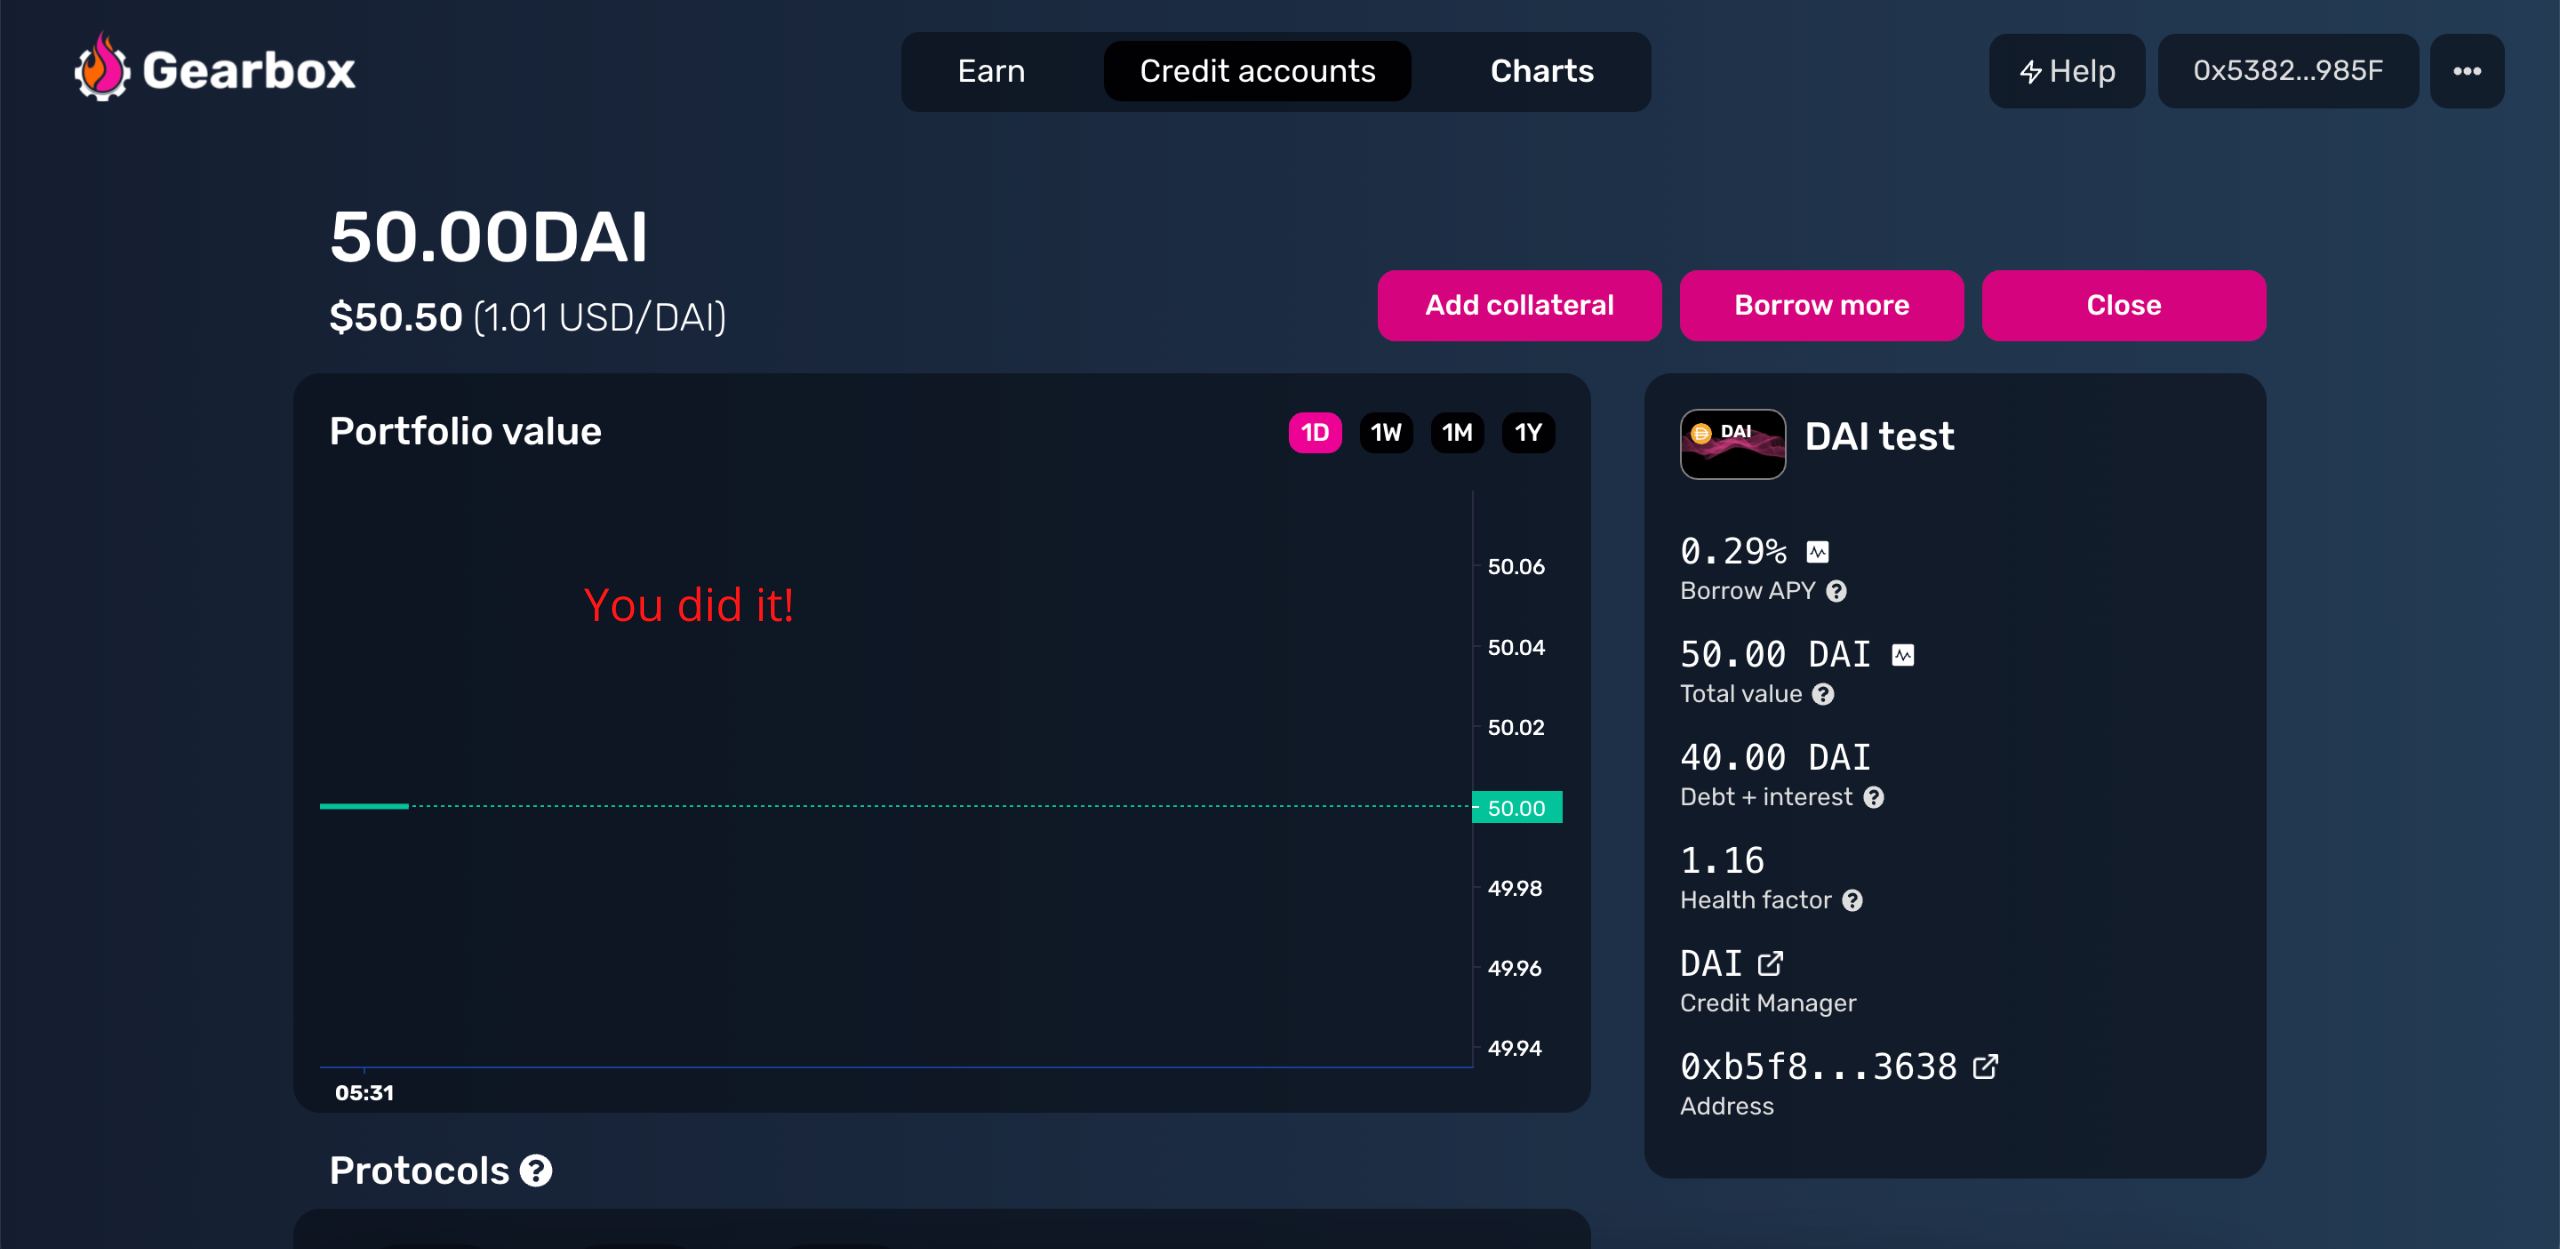 Gearbox
Earn
Credit accounts
Charts
Help
0x5382...985F
50.00DAI
$50.50 (1.01 USD/DAI)
Add collateral
Borrow more
Close
Portfolio value
1D
1W
1M
1Y
You did it!
50.06
50.04
50.02
50.00
49.98
49.96
49.94
05:31
DAI
DAI test
0.29%
Borrow APY
50.00 DAI
Total value
40.00 DAI
Debt + interest
1.16
Health factor
DAI
Credit Manager
0xb5f8...3638
Address
Protocols